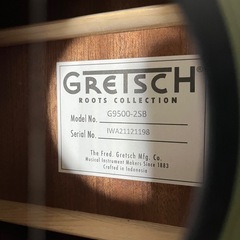 GRETSCH
ROOTS COLLECTION
Model No. G9500-2SB
Serial No. IWA21121198
The Fred. Gretsch Mfg. Co.
Musical Instrument Makers Since 1883
Crafted in Indonesia